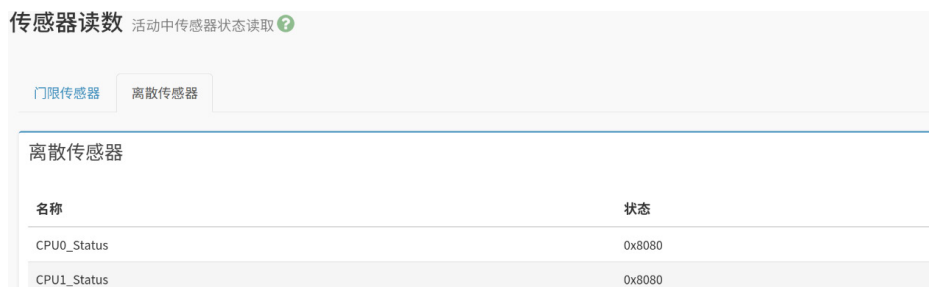 传感器读数 活动中传感器状态读取
门限传感器 离散传感器
离散传感器
名称 状态
CPU0_Status 0x8080
CPU1_Status 0x8080